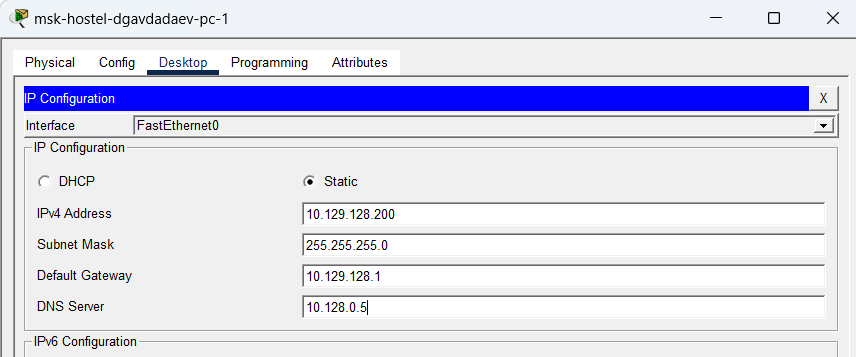 msk-hostel-dgavdadaev-pc-1
Physical Config Desktop Programming Attributes
IP Configuration X
Interface FastEthernet0
IP Configuration
DHCP Static
IPv4 Address 10.129.128.200
Subnet Mask 255.255.255.0
Default Gateway 10.129.128.1
DNS Server 10.128.0.5
IPv6 Configuration